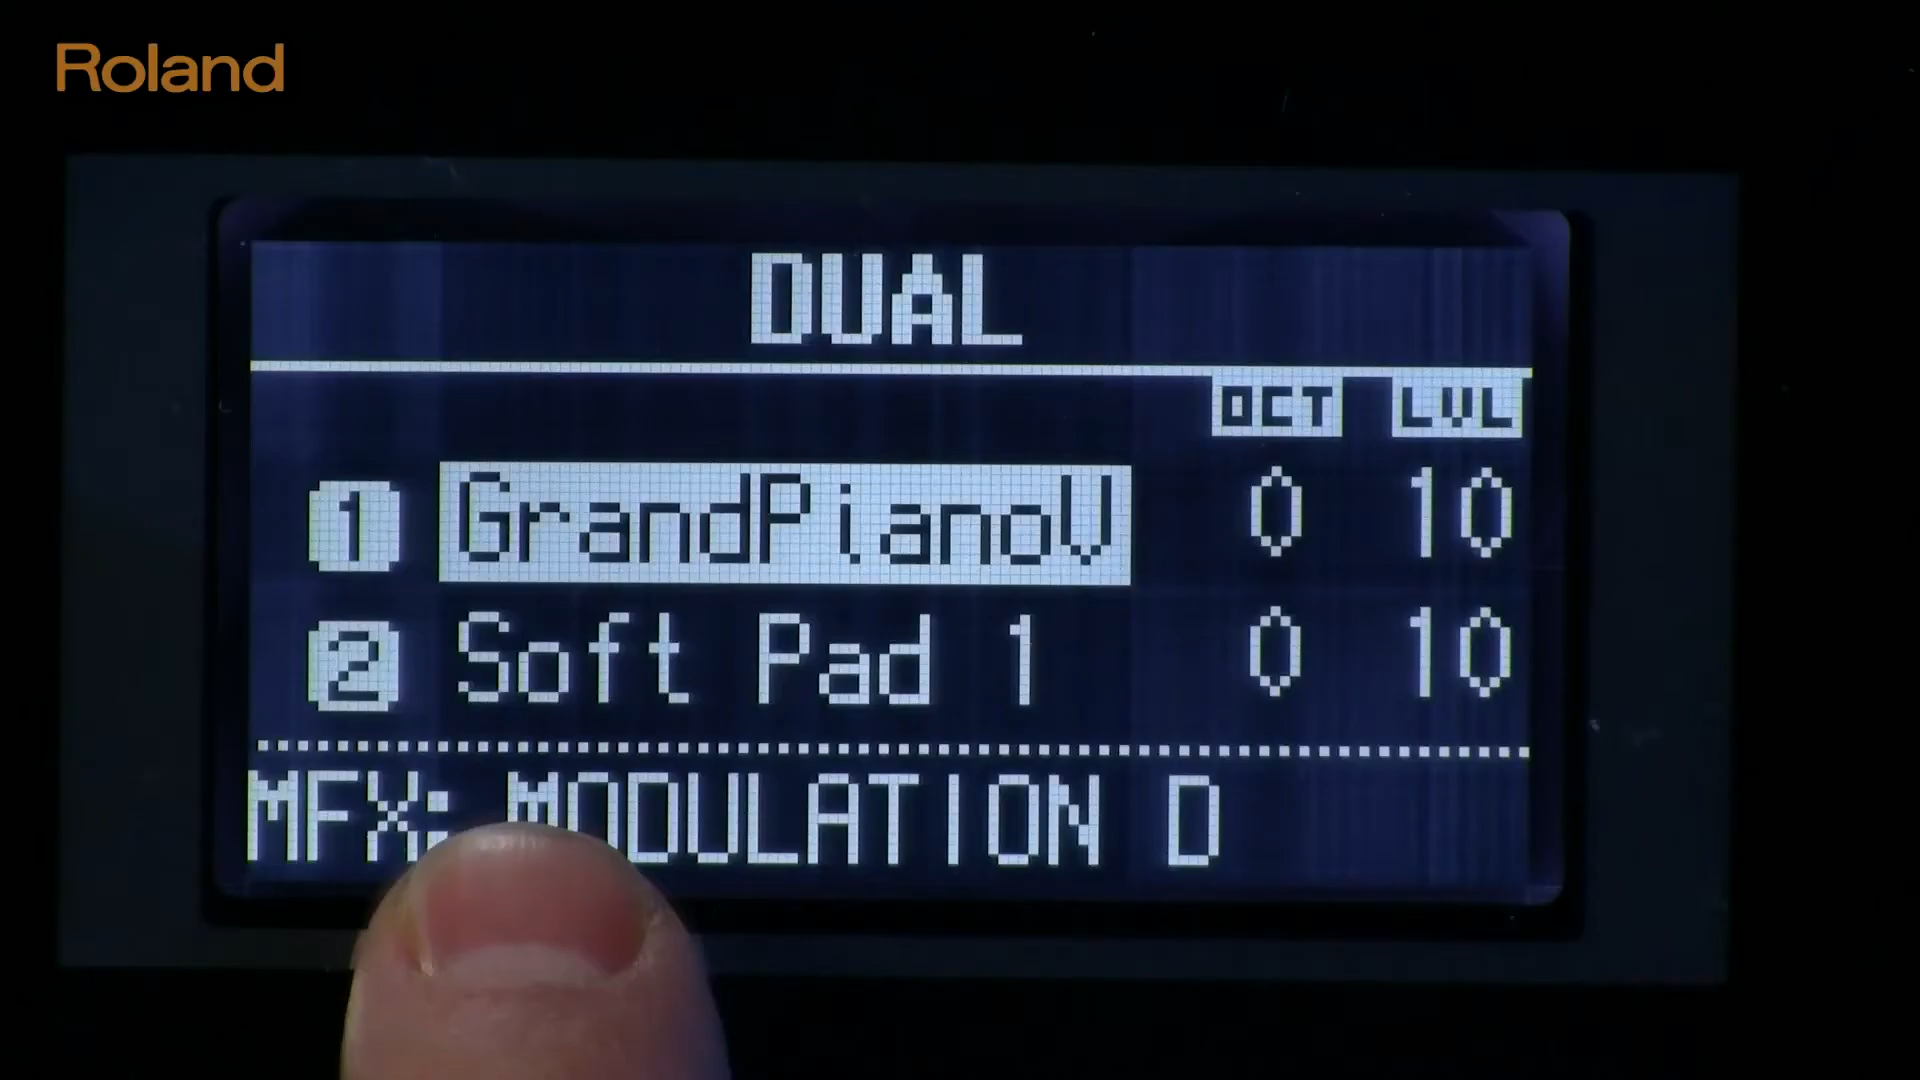 Roland
DUAL
OCT LVL
1 GrandPianoV 0 10
2 Soft Pad 1 0 10
MFX: MODULATION D